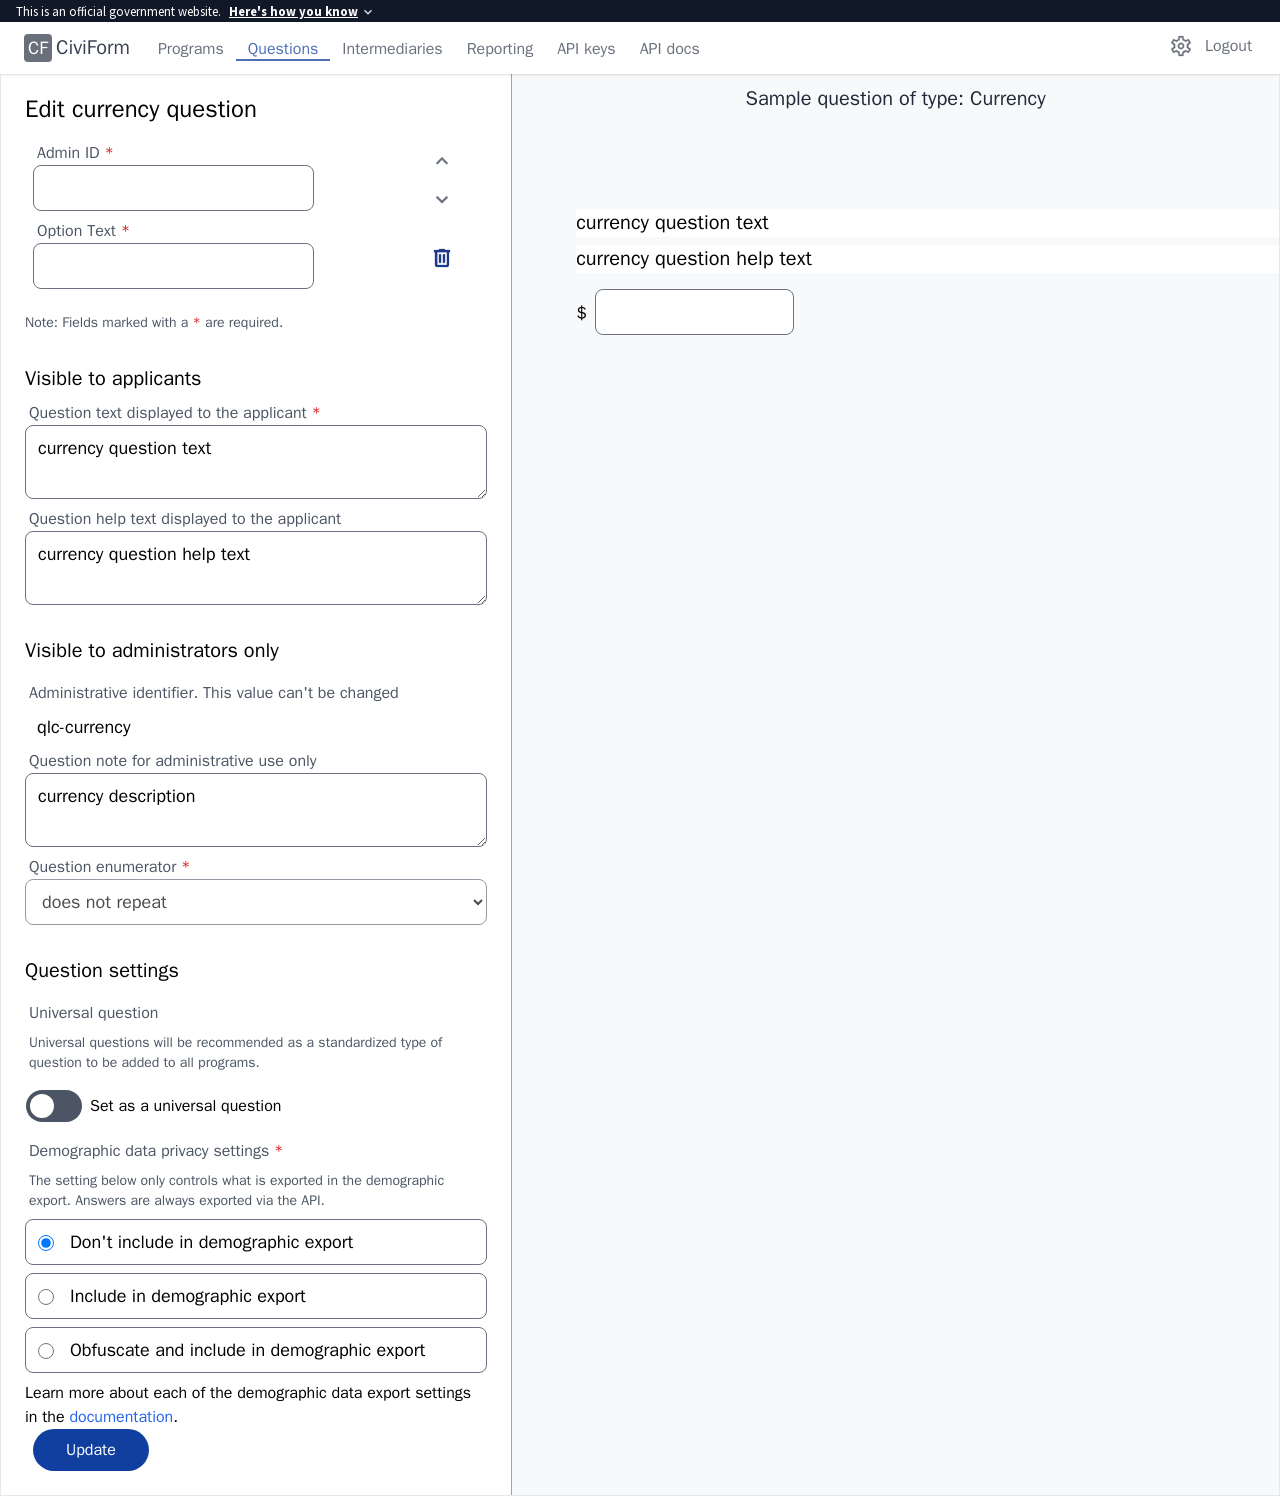 This is an official government website. Here's how you know
CF CiviForm Programs Questions Intermediaries Reporting API keys API docs Logout
Edit currency question
Admin ID *
Option Text *
Note: Fields marked with a * are required.
Visible to applicants
Question text displayed to the applicant *
currency question text
Question help text displayed to the applicant
currency question help text
Visible to administrators only
Administrative identifier. This value can't be changed
qlc-currency
Question note for administrative use only
currency description
Question enumerator *
does not repeat
Question settings
Universal question
Universal questions will be recommended as a standardized type of
question to be added to all programs.
Set as a universal question
Demographic data privacy settings *
The setting below only controls what is exported in the demographic
export. Answers are always exported via the API.
Don't include in demographic export
Include in demographic export
Obfuscate and include in demographic export
Learn more about each of the demographic data export settings
in the documentation.
Update
Sample question of type: Currency
currency question text
currency question help text
$